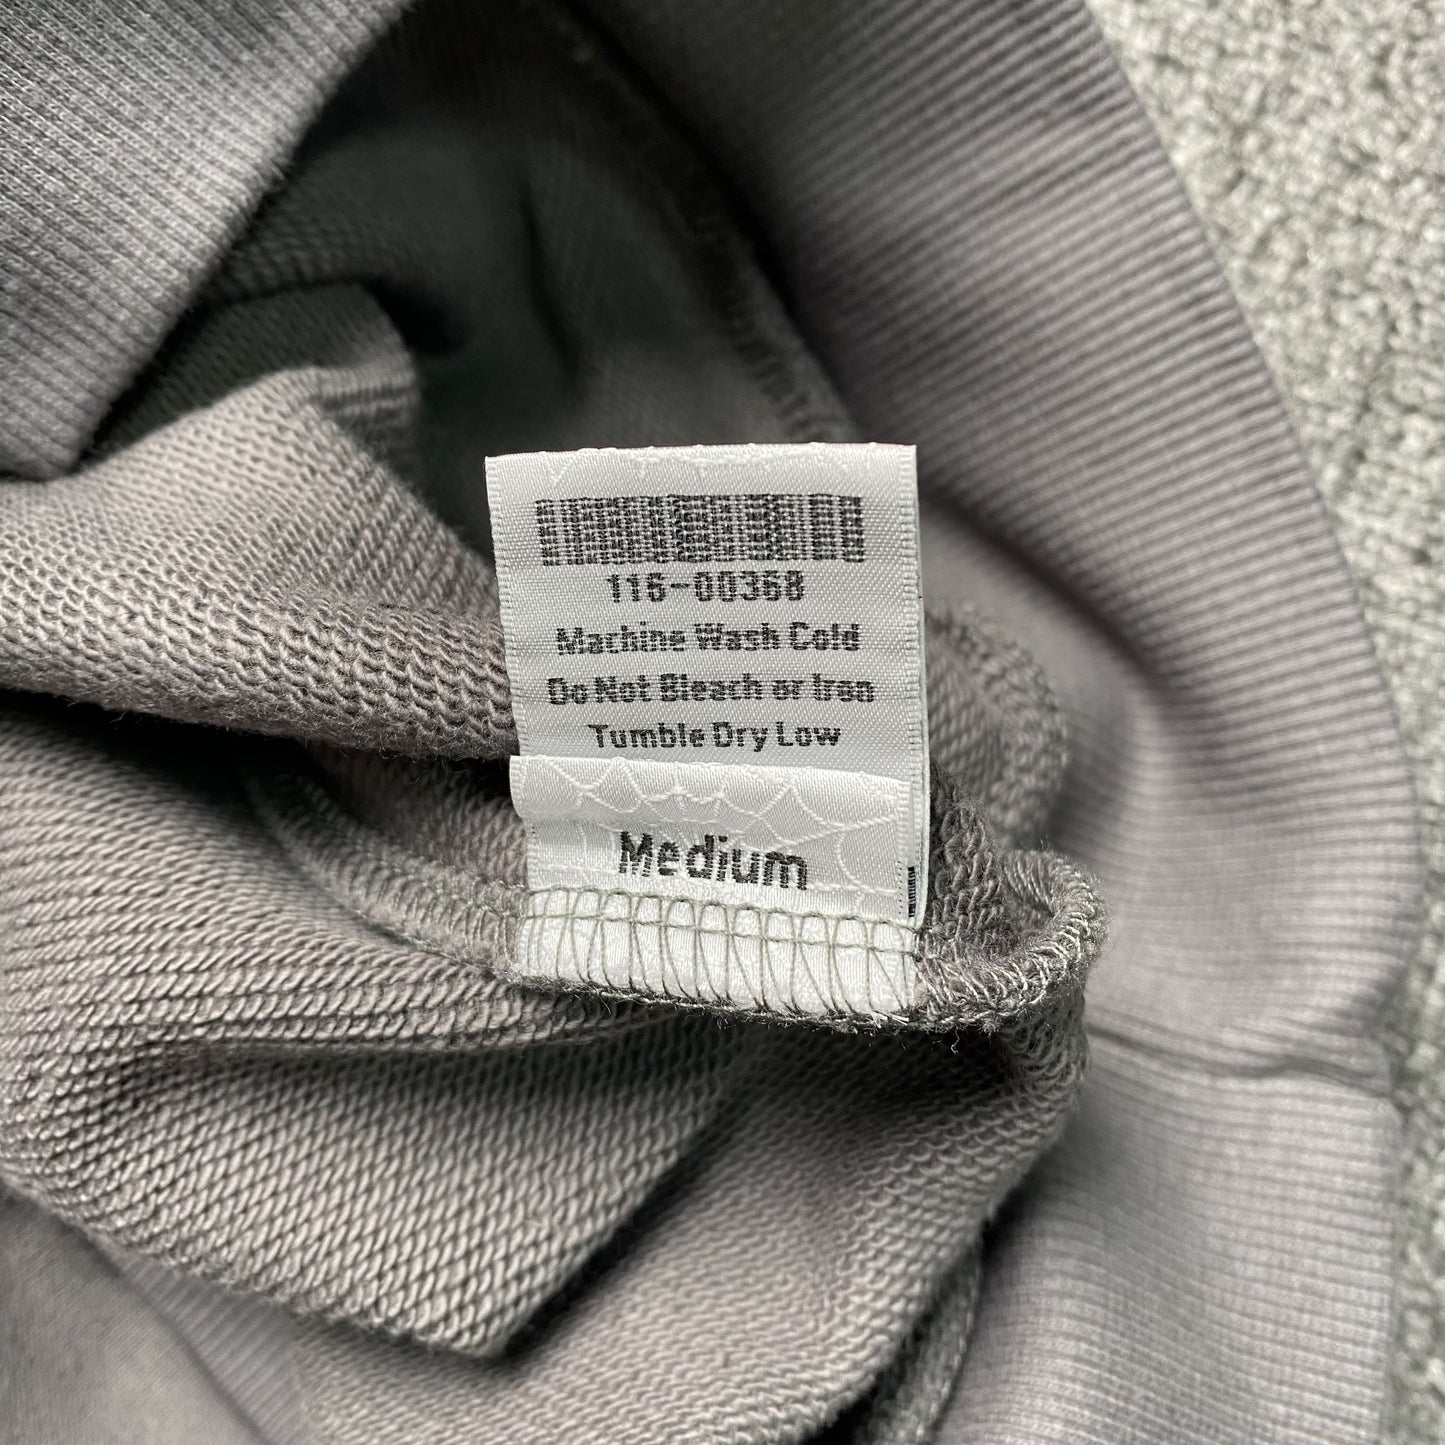 116-00368
Machine Wash Cold
Do Not Bleach or Iron
Tumble Dry Low
Medium